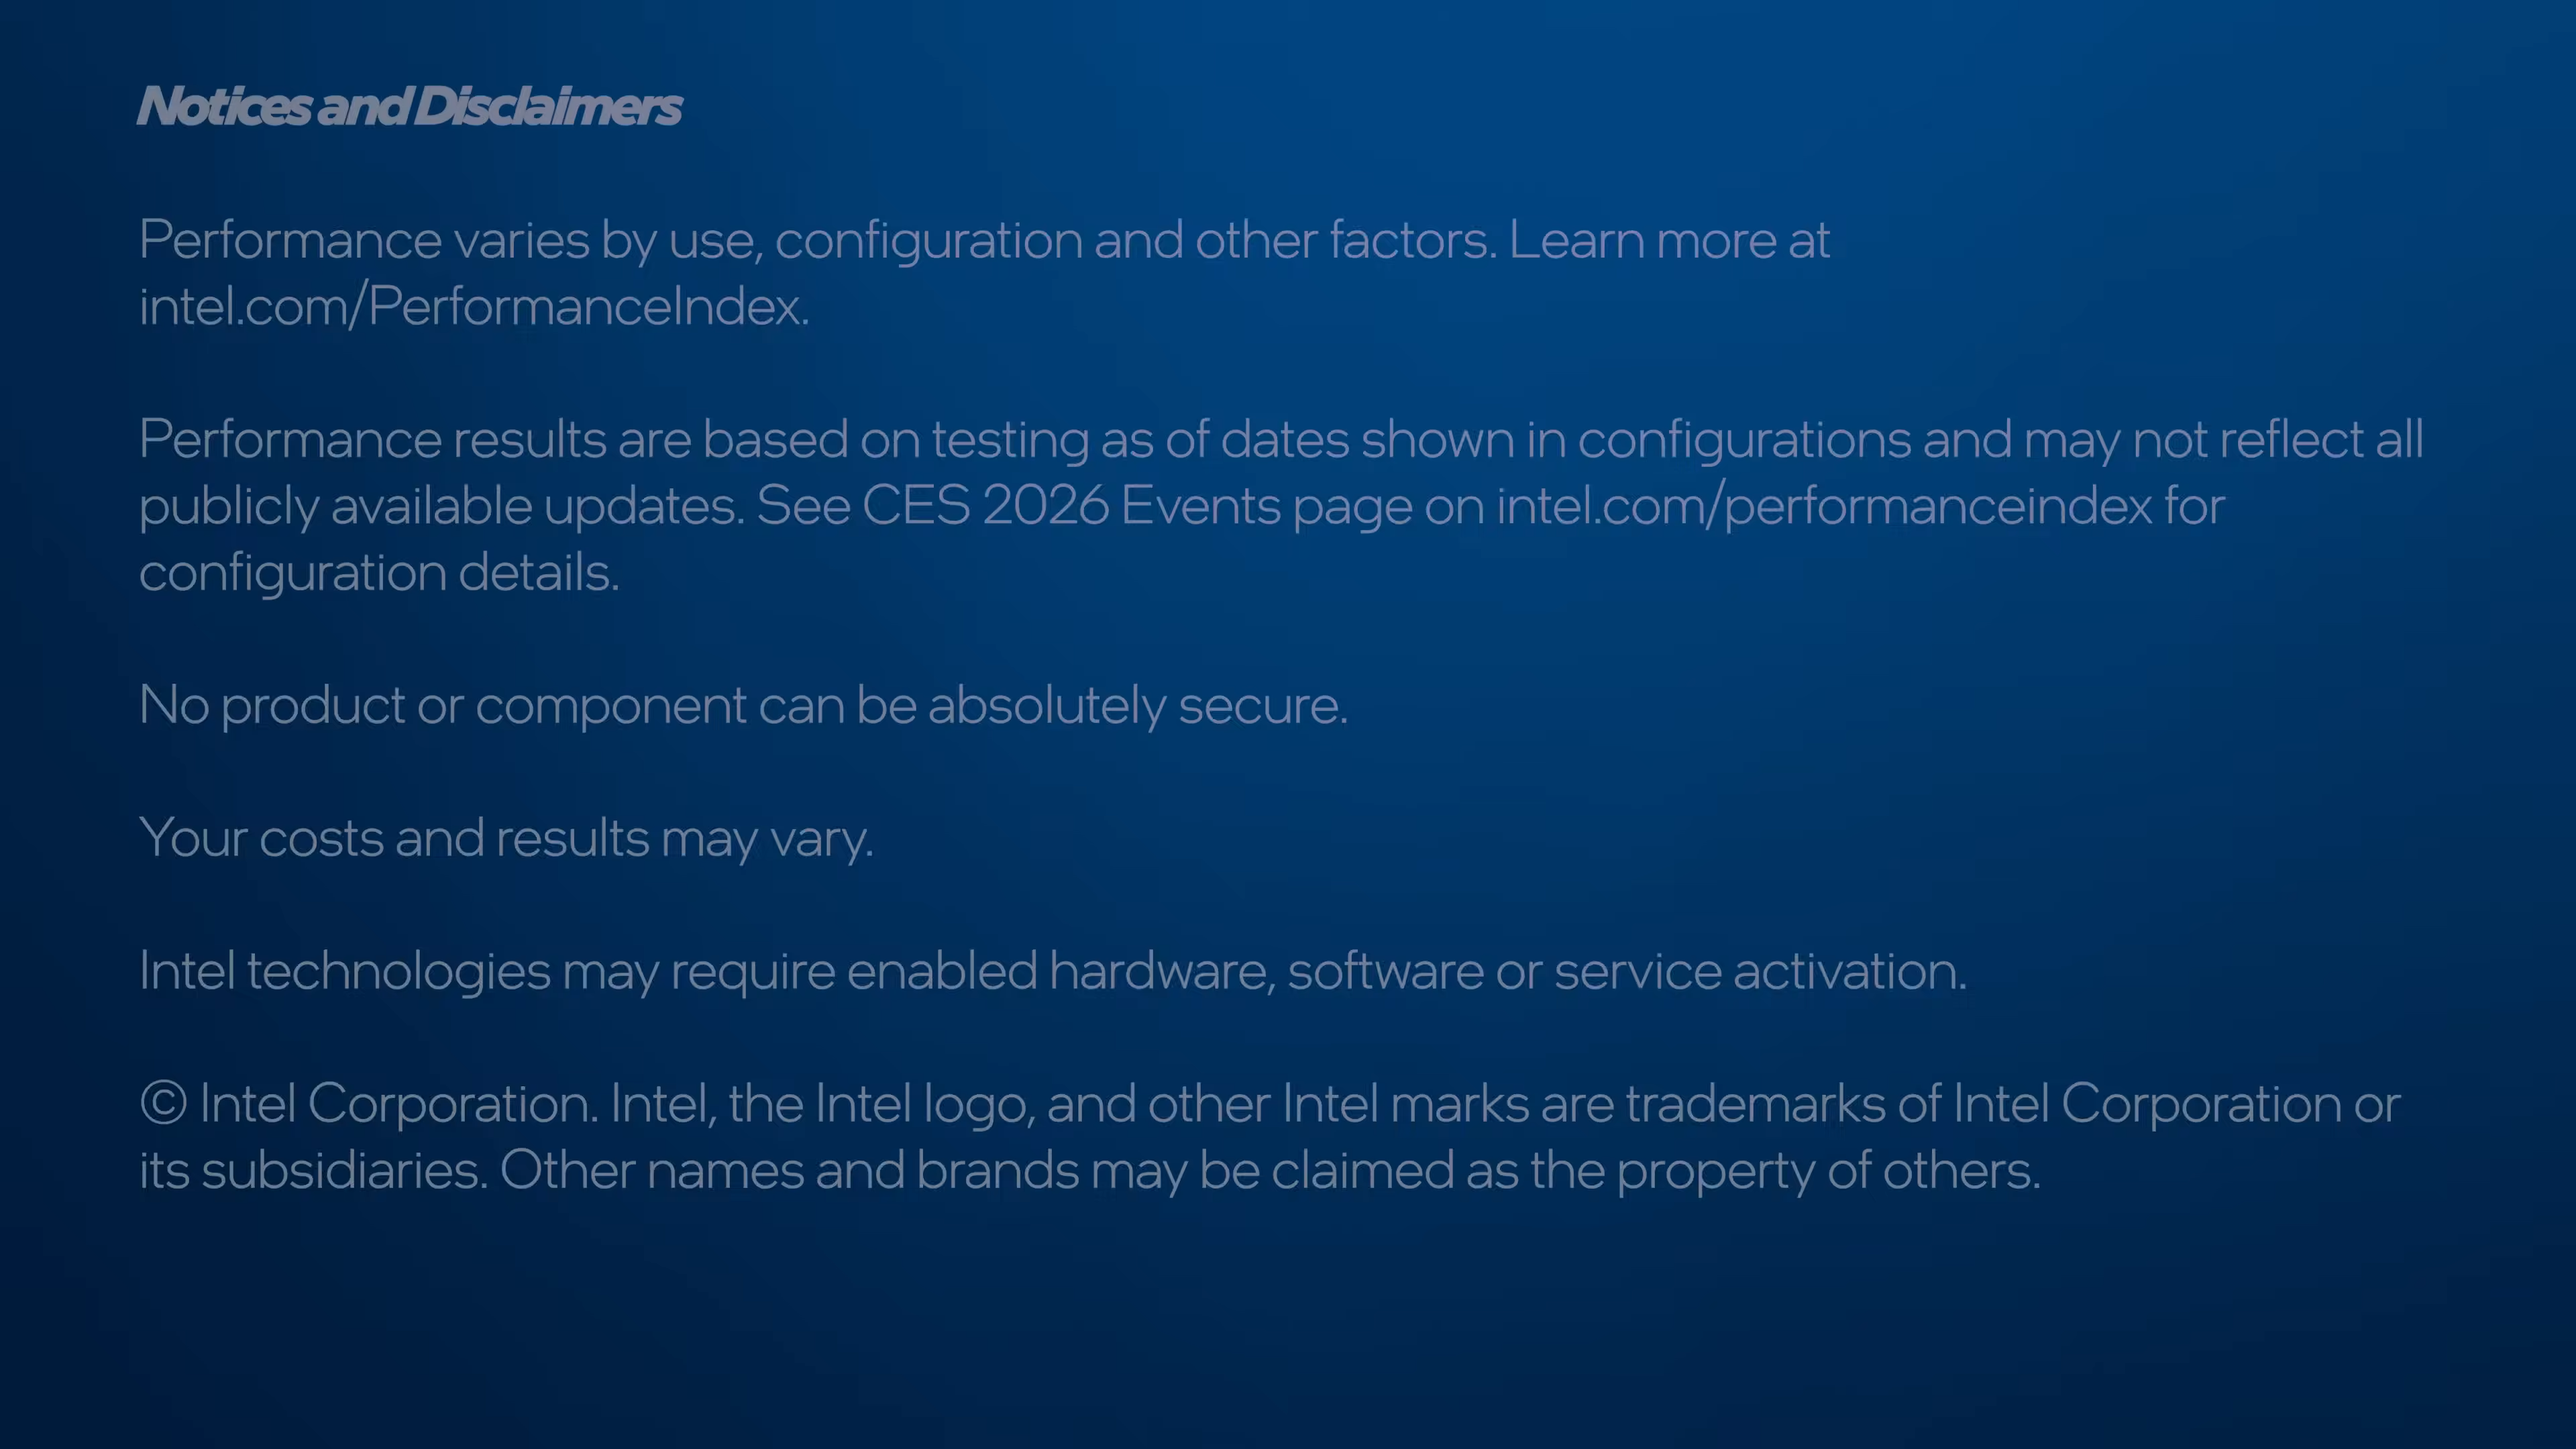 Notices and Disclaimers
Performance varies by use, configuration and other factors. Learn more at
intel.com/PerformanceIndex.
Performance results are based on testing as of dates shown in configurations and may not reflect all
publicly available updates. See CES 2026 Events page on intel.com/performanceindex for
configuration details.
No product or component can be absolutely secure.
Your costs and results may vary.
Intel technologies may require enabled hardware, software or service activation.
© Intel Corporation. Intel, the Intel logo, and other Intel marks are trademarks of Intel Corporation or
its subsidiaries. Other names and brands may be claimed as the property of others.